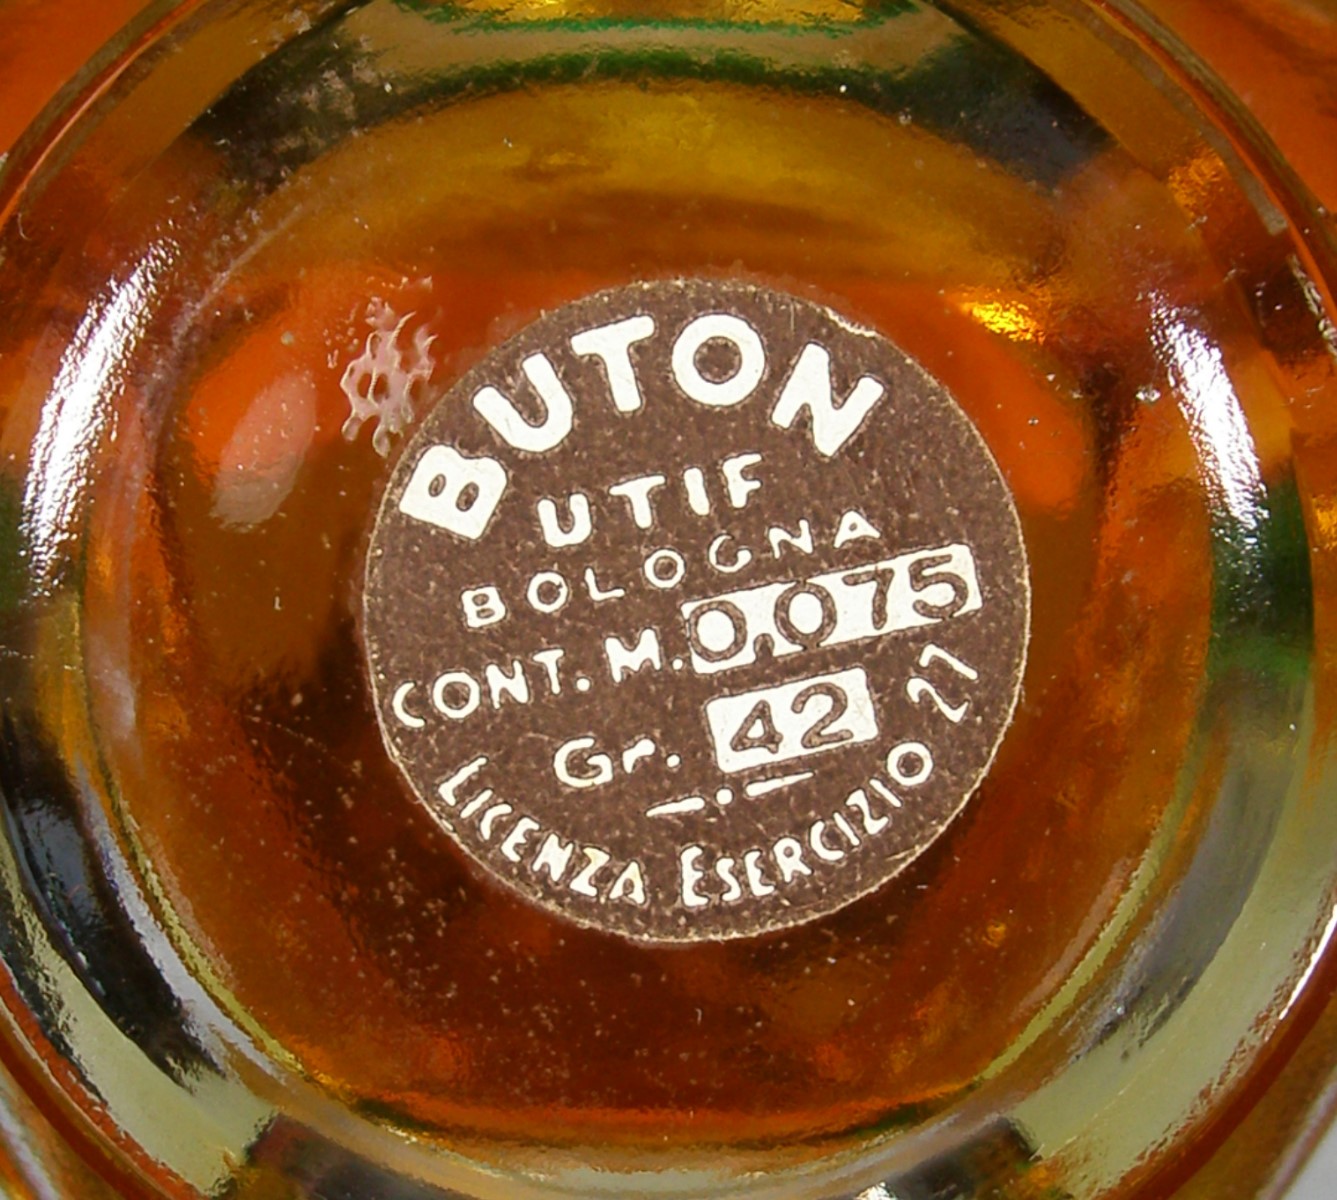 BUTON
UTIF
BOLOGNA
CONT. M. 0.075
Gr. 42
LICENZA ESERCIZIO 27